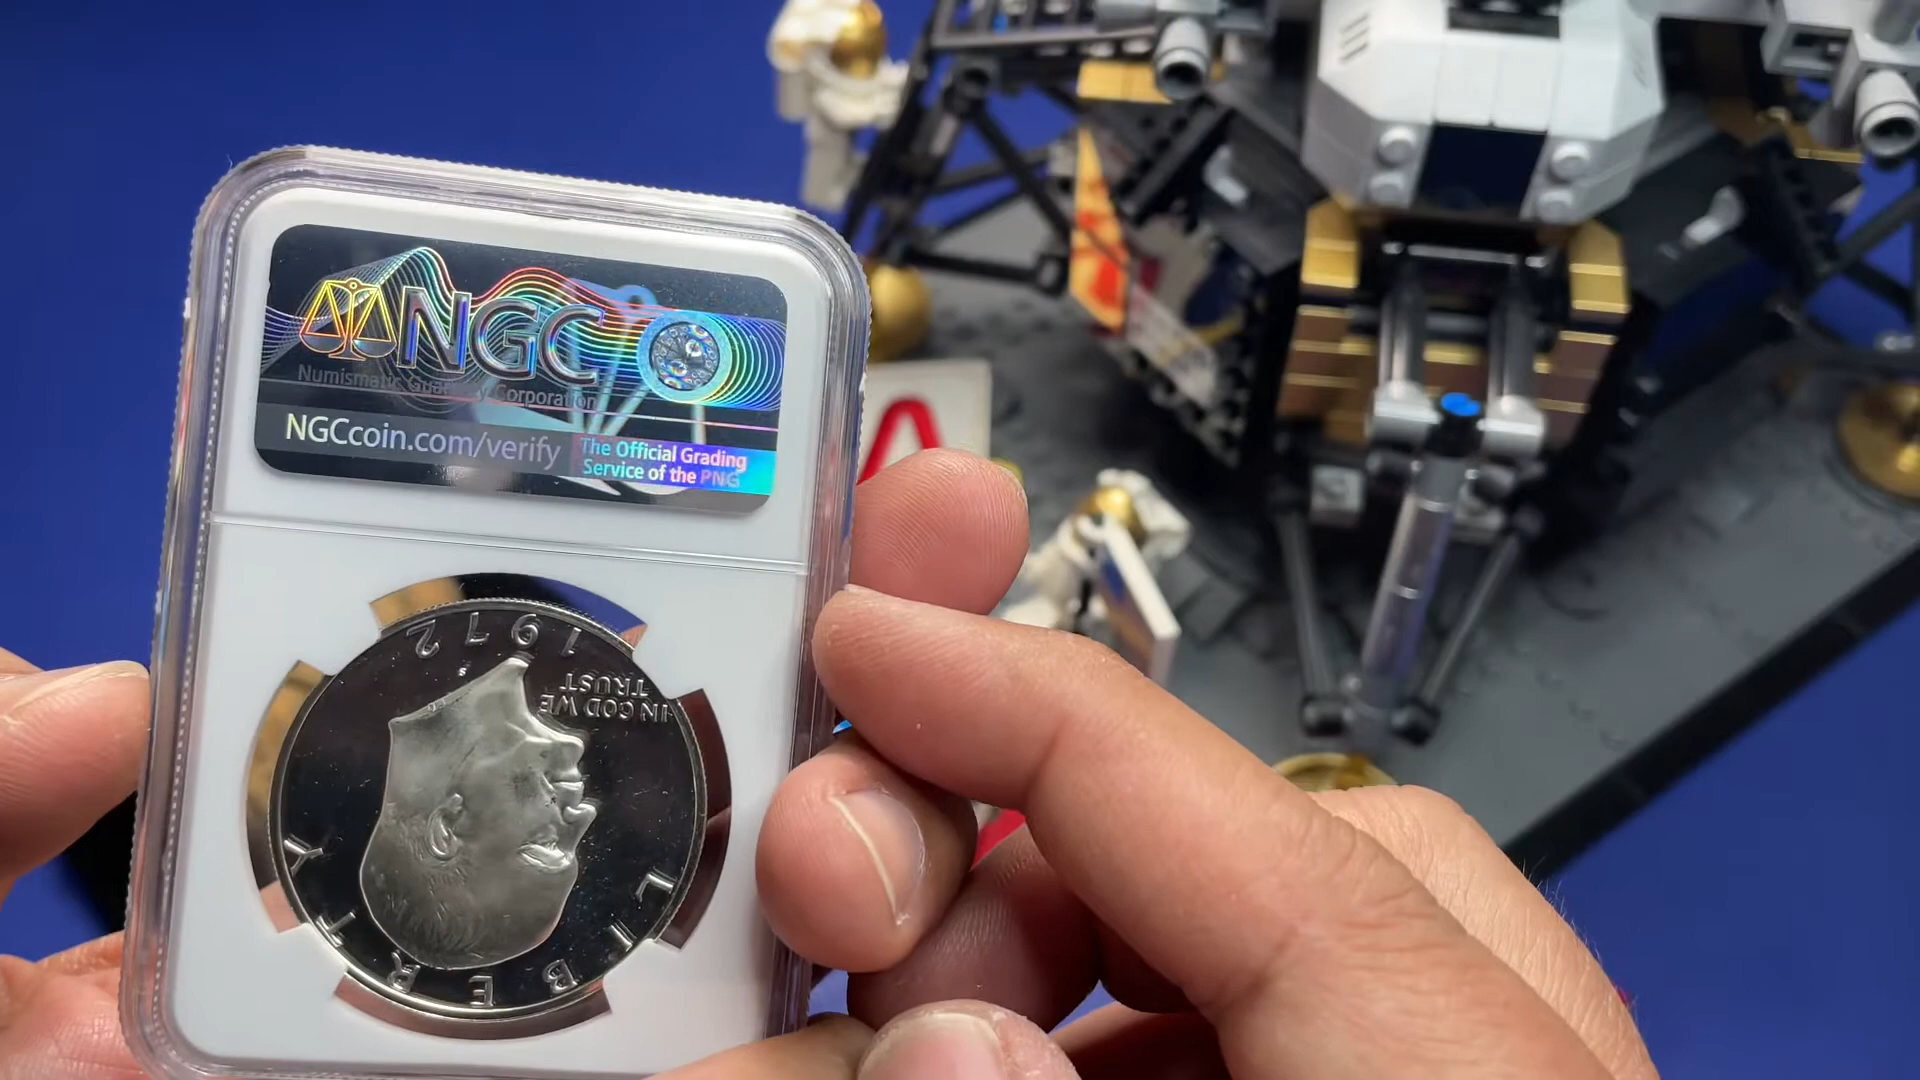 NGC
Numismatic Guaranty Corporation
NGCcoin.com/verify
The Official Grading
Service of the PNG
LIBERTY
IN GOD WE
TRUST
S
1972